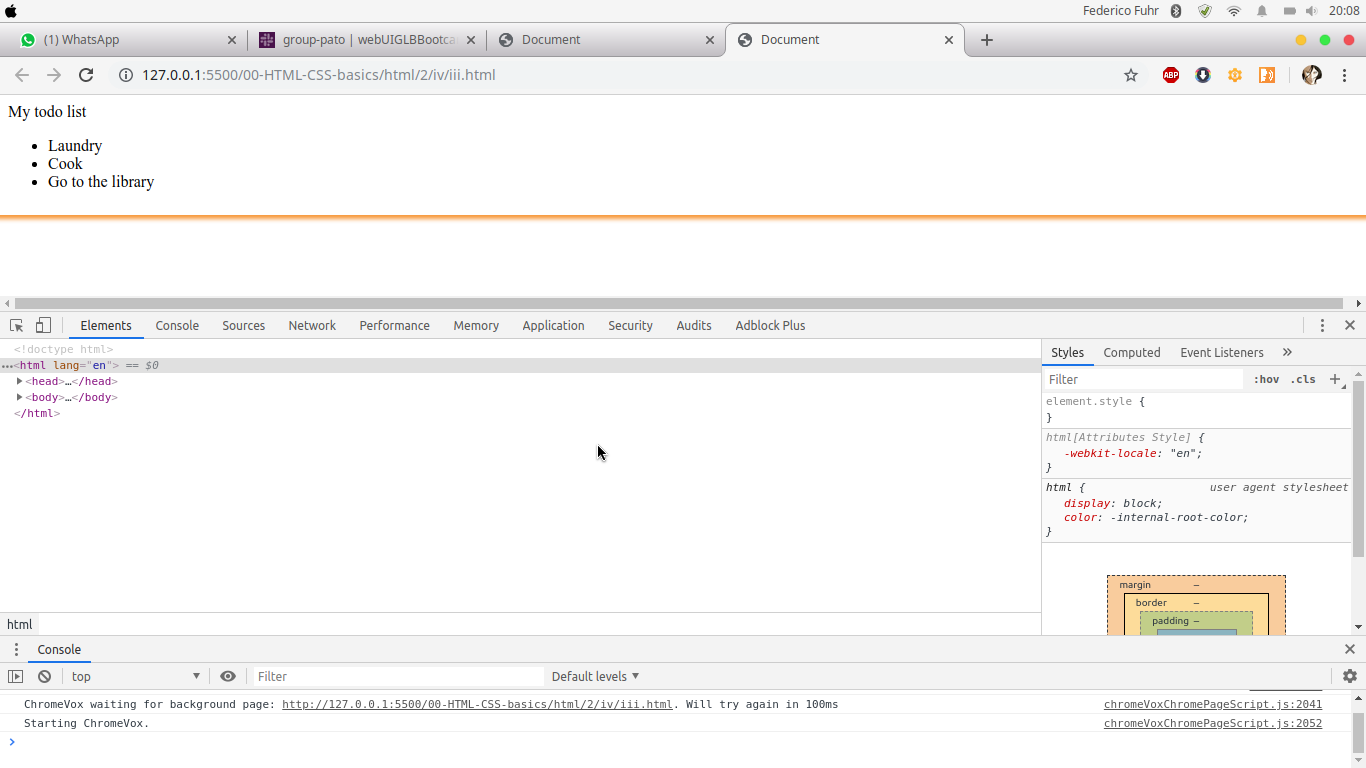 Federico Fuhr 20:08
(1) WhatsApp group-pato | webUIGLBBootca Document Document
127.0.0.1:5500/00-HTML-CSS-basics/html/2/iv/iii.html ABP
My todo list
• Laundry
• Cook
• Go to the library
Elements Console Sources Network Performance Memory Application Security Audits Adblock Plus
<!doctype html>
…<html lang="en"> == $0
<head>…</head>
<body>…</body>
</html>
html
Styles Computed Event Listeners »
Filter :hov .cls +
element.style {
}
html[Attributes Style] {
-webkit-locale: "en";
}
html { user agent stylesheet
display: block;
color: -internal-root-color;
}
margin –
border –
padding –
Console
top Filter Default levels
ChromeVox waiting for background page: http://127.0.0.1:5500/00-HTML-CSS-basics/html/2/iv/iii.html. Will try again in 100ms chromeVoxChromePageScript.js:2041
Starting ChromeVox. chromeVoxChromePageScript.js:2052